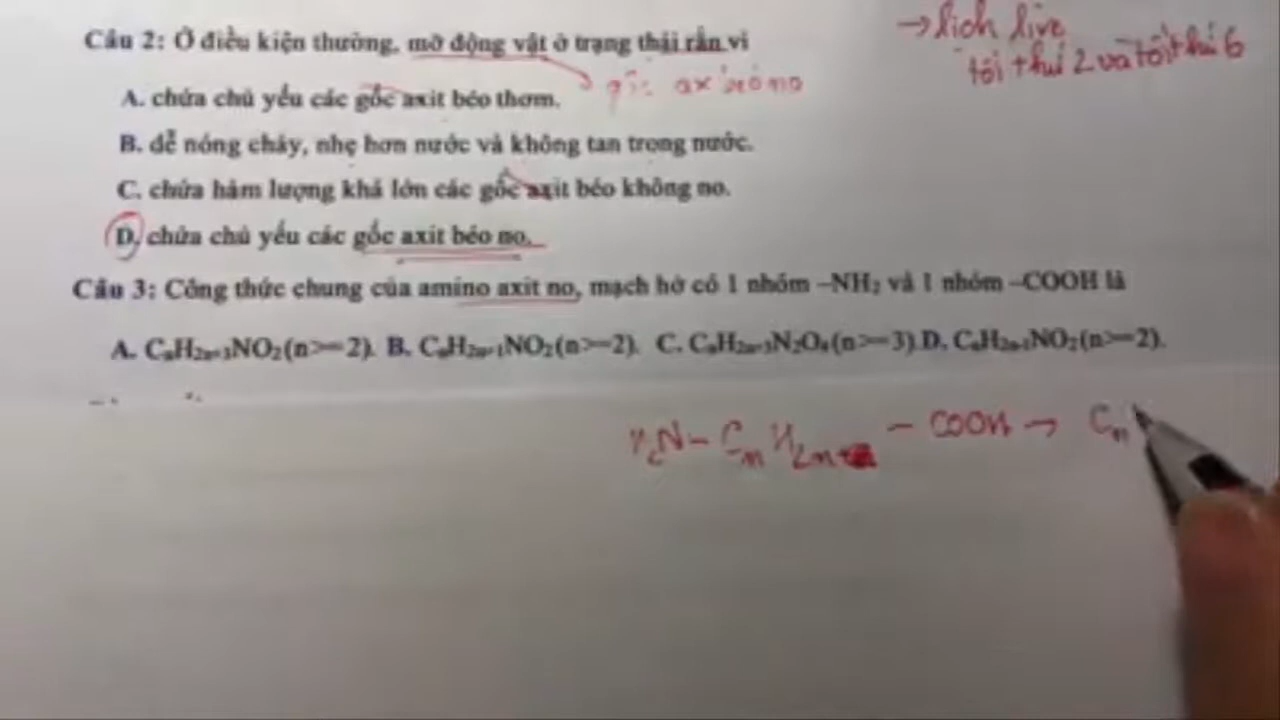 Câu 2: Ở điều kiện thường, mỡ động vật ở trạng thái rắn vì
→ lịch live
tối thứ 2 và tối thứ 6
gốc axit béo no
A. chứa chủ yếu các gốc axit béo thơm.
B. dễ nóng chảy, nhẹ hơn nước và không tan trong nước.
C. chứa hàm lượng khá lớn các gốc axit béo không no.
D. chứa chủ yếu các gốc axit béo no.
Câu 3: Công thức chung của amino axit no, mạch hở có 1 nhóm –NH₂ và 1 nhóm –COOH là
A. CₙH₂ₙ₊₃NO₂(n>=2). B. CₙH₂ₙ₊₁NO₂(n>=2). C. CₙH₂ₙ₊₃N₂O₄(n>=3) D. CₙH₂ₙ₋₁NO₂(n>=2).
H₂N – CₘH₂ₘ – COOH → Cₘ